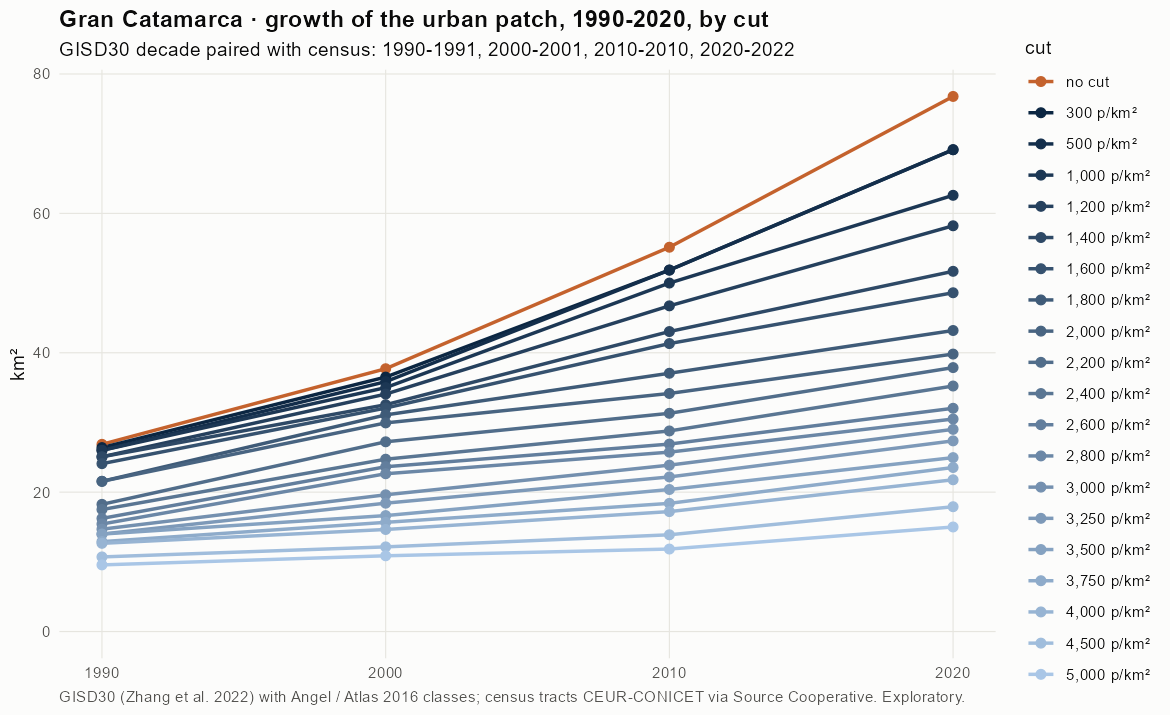 Gran Catamarca · growth of the urban patch, 1990-2020, by cut
GISD30 decade paired with census: 1990-1991, 2000-2001, 2010-2010, 2020-2022
km²
80
60
40
20
0
1990
2000
2010
2020
cut
no cut
300 p/km²
500 p/km²
1,000 p/km²
1,200 p/km²
1,400 p/km²
1,600 p/km²
1,800 p/km²
2,000 p/km²
2,200 p/km²
2,400 p/km²
2,600 p/km²
2,800 p/km²
3,000 p/km²
3,250 p/km²
3,500 p/km²
3,750 p/km²
4,000 p/km²
4,500 p/km²
5,000 p/km²
GISD30 (Zhang et al. 2022) with Angel / Atlas 2016 classes; census tracts CEUR-CONICET via Source Cooperative. Exploratory.